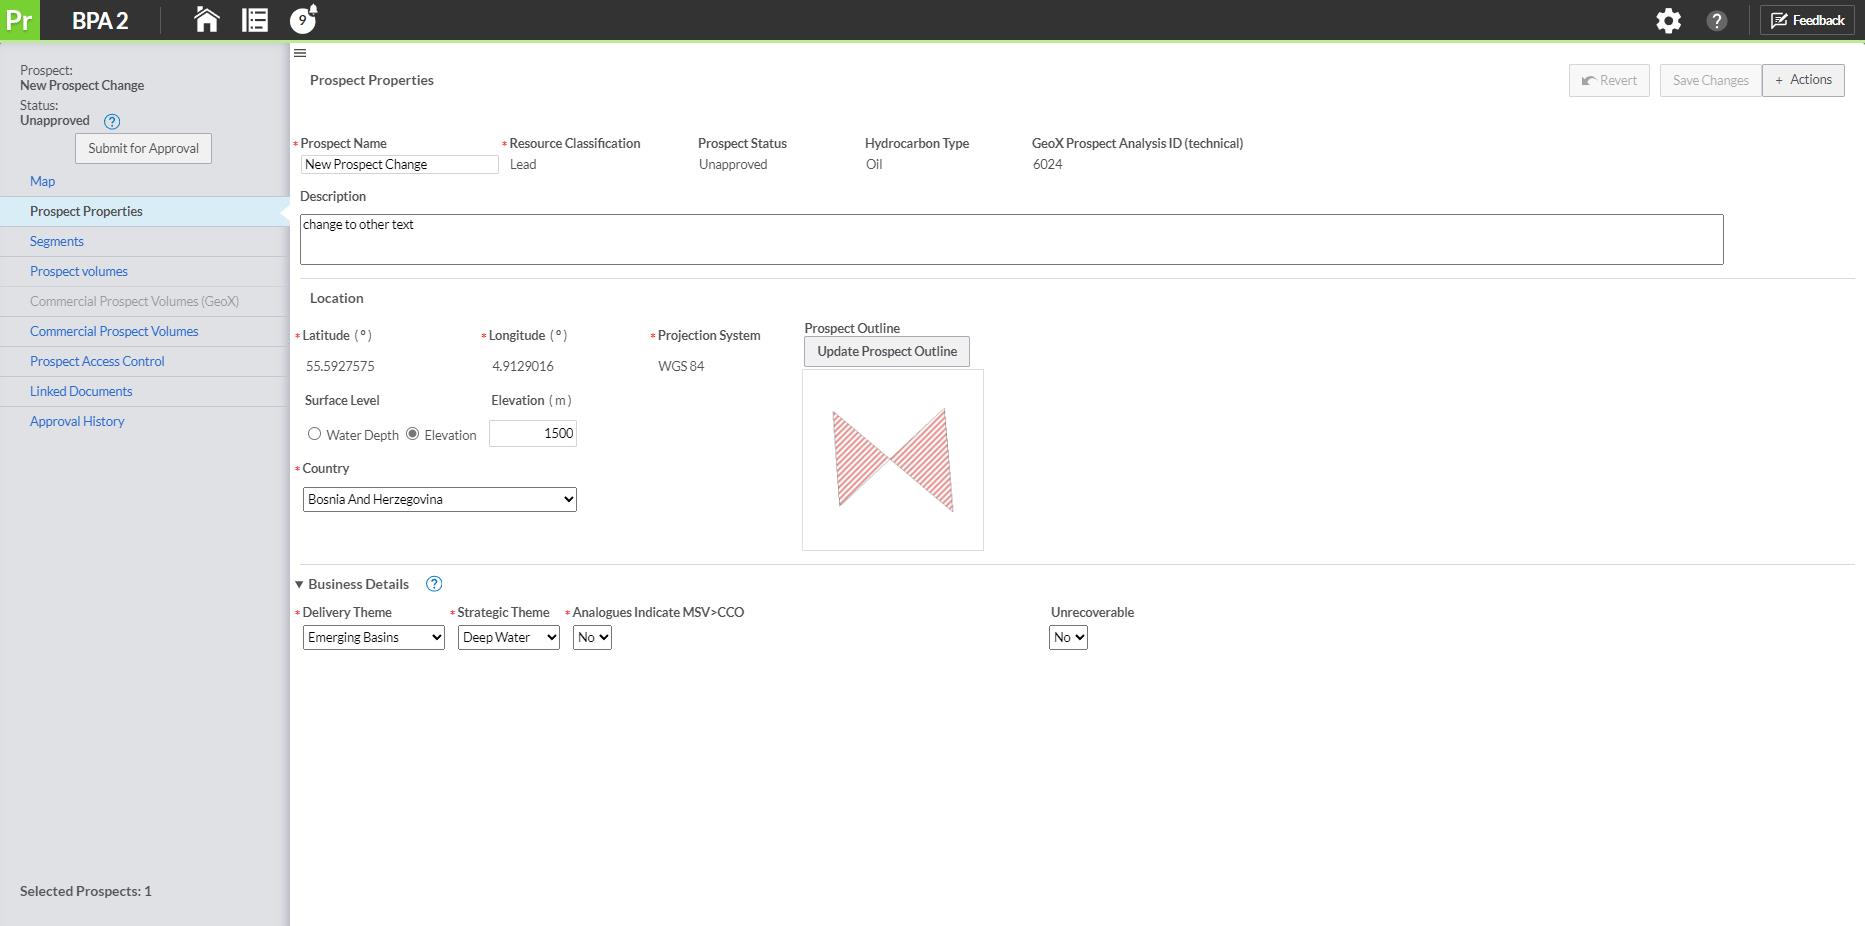 Pr BPA 2 9 ? Feedback
Prospect:
New Prospect Change
Status:
Unapproved ?
Submit for Approval
Map
Prospect Properties
Segments
Prospect volumes
Commercial Prospect Volumes (GeoX)
Commercial Prospect Volumes
Prospect Access Control
Linked Documents
Approval History
Selected Prospects: 1
Prospect Properties Revert Save Changes + Actions
* Prospect Name * Resource Classification Prospect Status Hydrocarbon Type GeoX Prospect Analysis ID (technical)
New Prospect Change Lead Unapproved Oil 6024
Description
change to other text
Location
* Latitude ( º ) * Longitude ( º ) * Projection System Prospect Outline
Update Prospect Outline
55.5927575 4.9129016 WGS 84
Surface Level Elevation ( m )
Water Depth Elevation 1500
* Country
Bosnia And Herzegovina
Business Details ?
* Delivery Theme * Strategic Theme * Analogues Indicate MSV>CCO Unrecoverable
Emerging Basins Deep Water No No